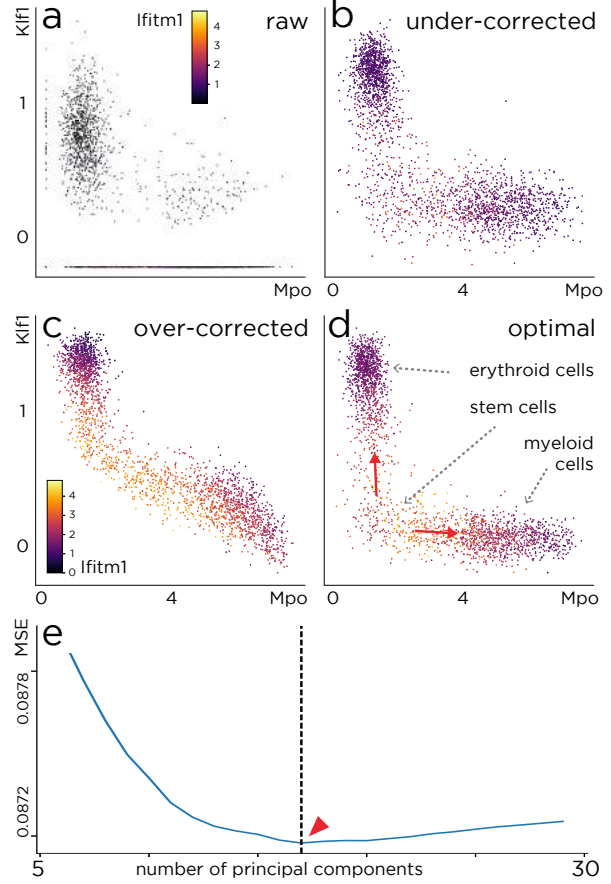 a
Ifitm1
raw
4
3
2
1
Klf1
1
0
Mpo
b
under-corrected
0
4
Mpo
c
over-corrected
Klf1
1
0
4
3
2
1
0
Ifitm1
0
4
Mpo
d
optimal
erythroid cells
stem cells
myeloid
cells
0
4
Mpo
e
MSE
0.0878
0.0872
5
number of principal components
30